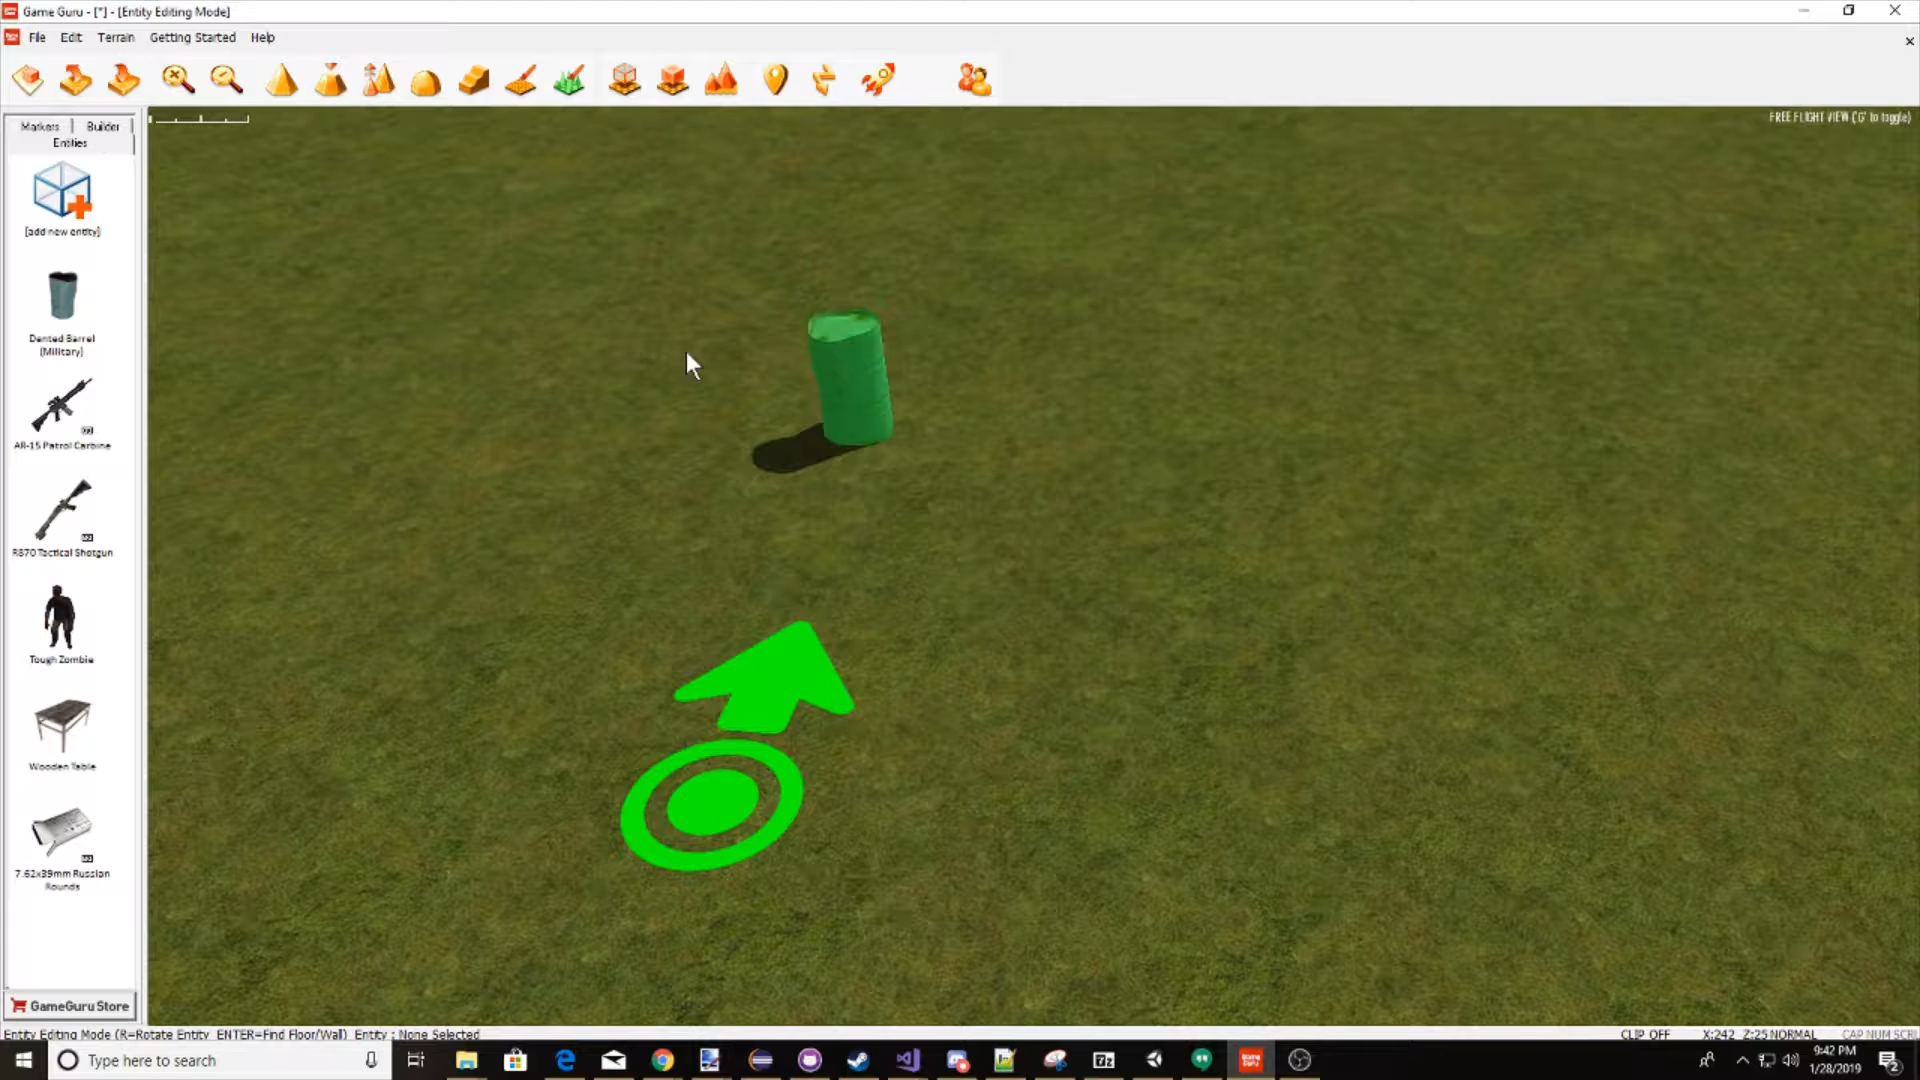 Game Guru - [*] - [Entity Editing Mode]
File Edit Terrain Getting Started Help
Markers Builder
Entities
FREE FLIGHT VIEW ('G' to toggle)
[add new entity]
Dented Barrel
(Military)
AR-15 Patrol Carbine
R870 Tactical Shotgun
Tough Zombie
Wooden Table
7.62x39mm Russian
Rounds
GameGuru Store
Entity Editing Mode (R=Rotate Entity ENTER=Find Floor/Wall) Entity : None Selected
CLIP OFF X:242 Z:25 NORMAL CAP NUM SCRL
Type here to search
9:42 PM
1/28/2019
2